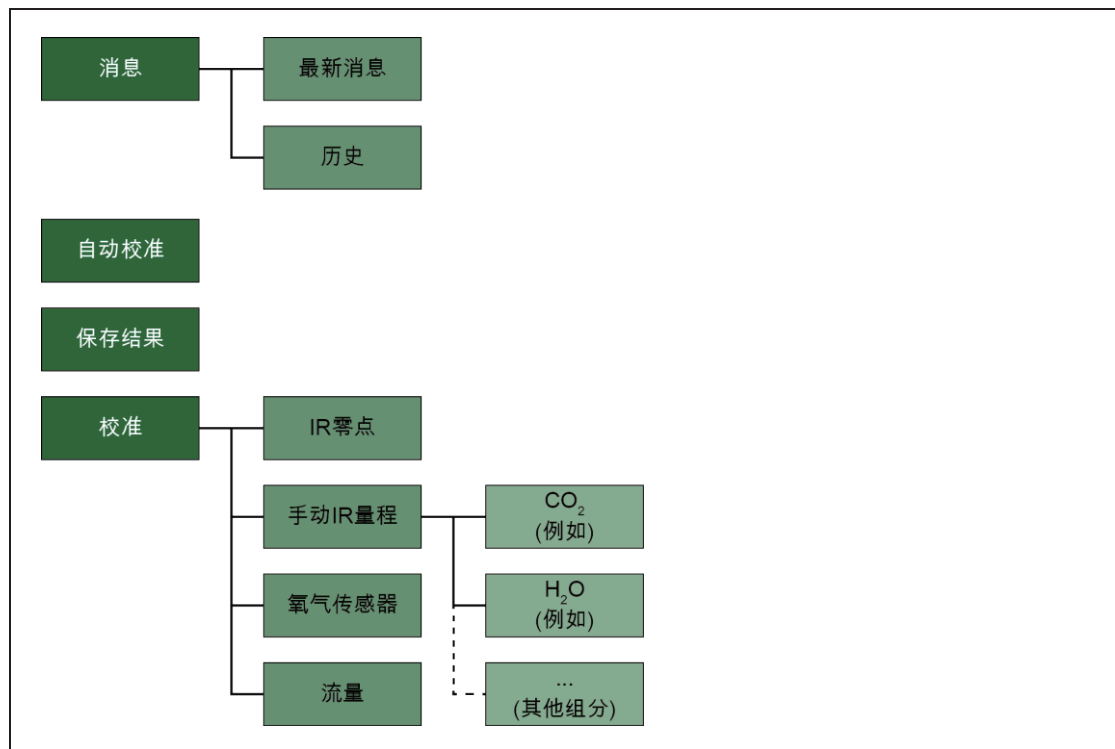 消息
最新消息
历史
自动校准
保存结果
校准
IR零点
手动IR量程
CO₂
(例如)
氧气传感器
H₂O
(例如)
流量
...
(其他组分)